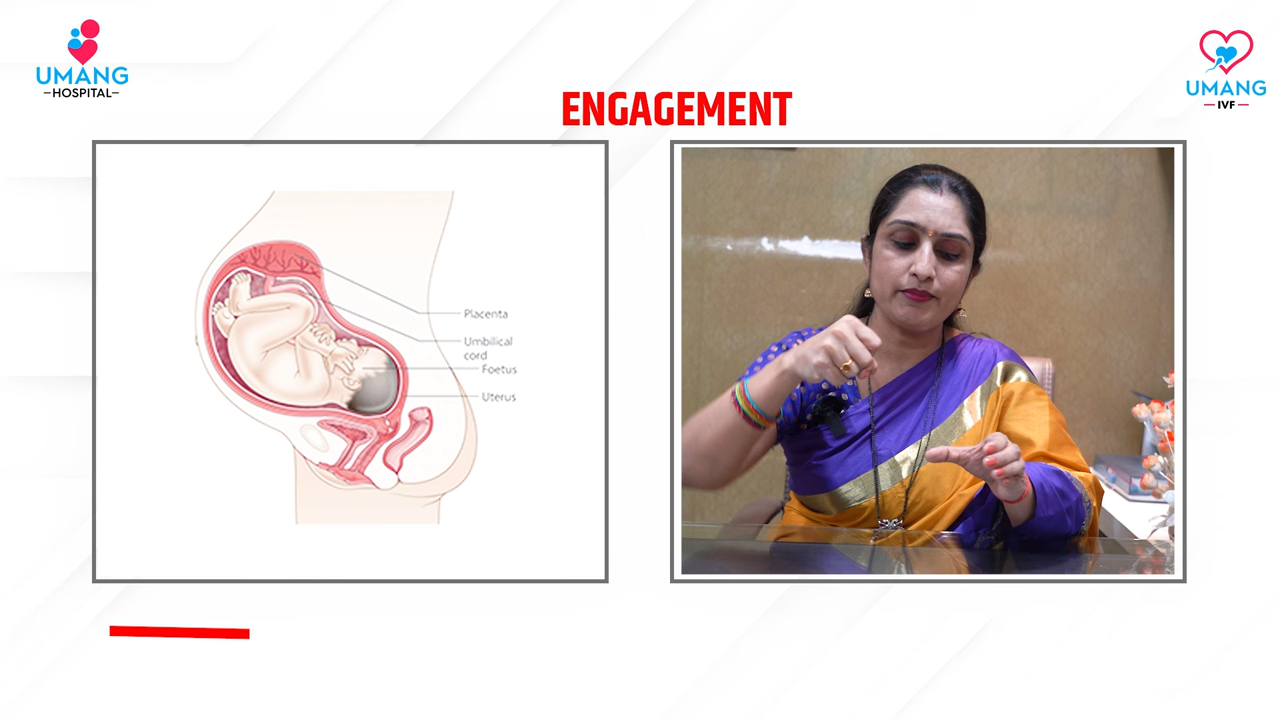 UMANG
HOSPITAL
UMANG
IVF
ENGAGEMENT
Placenta
Umbilical
cord
Foetus
Uterus